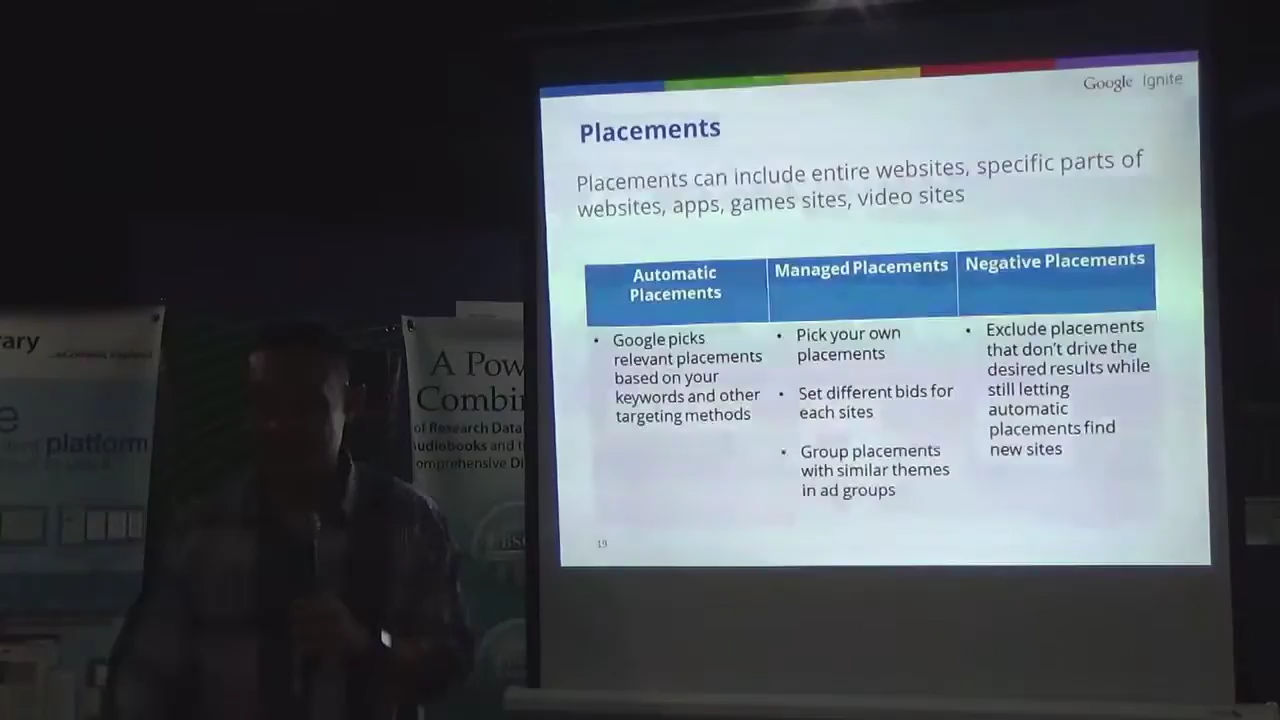 Google Ignite
Placements
Placements can include entire websites, specific parts of
websites, apps, games sites, video sites
Automatic
Placements
Managed Placements
Negative Placements
• Google picks
relevant placements
based on your
keywords and other
targeting methods
• Pick your own
placements
• Set different bids for
each sites
• Group placements
with similar themes
in ad groups
• Exclude placements
that don't drive the
desired results while
still letting
automatic
placements find
new sites
19
rary
e
platform
A Pow
Combi
of Research Data
udiobooks and t
omprehensive Di